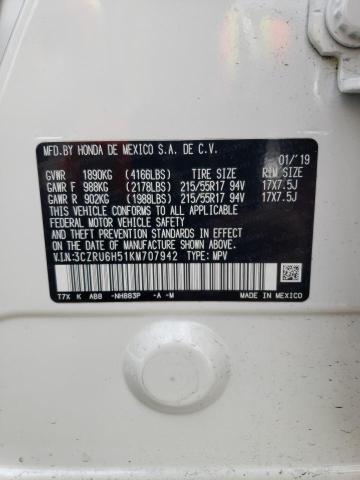 MFD.BY HONDA DE MEXICO S.A. DE C.V.
01/'19
GVWR 1890KG (4166LBS) TIRE SIZE RIM SIZE
GAWR F 988KG (2178LBS) 215/55R17 94V 17X7.5J
GAWR R 902KG (1988LBS) 215/55R17 94V 17X7.5J
THIS VEHICLE CONFORMS TO ALL APPLICABLE
FEDERAL MOTOR VEHICLE SAFETY
STANDARDS IN EFFECT ON THE DATE OF
MANUFACTURE SHOWN ABOVE.
V.I.N:3CZRU6H51KM707942 TYPE: MPV
T7X K ABB -NH883P -A -M
MADE IN MEXICO